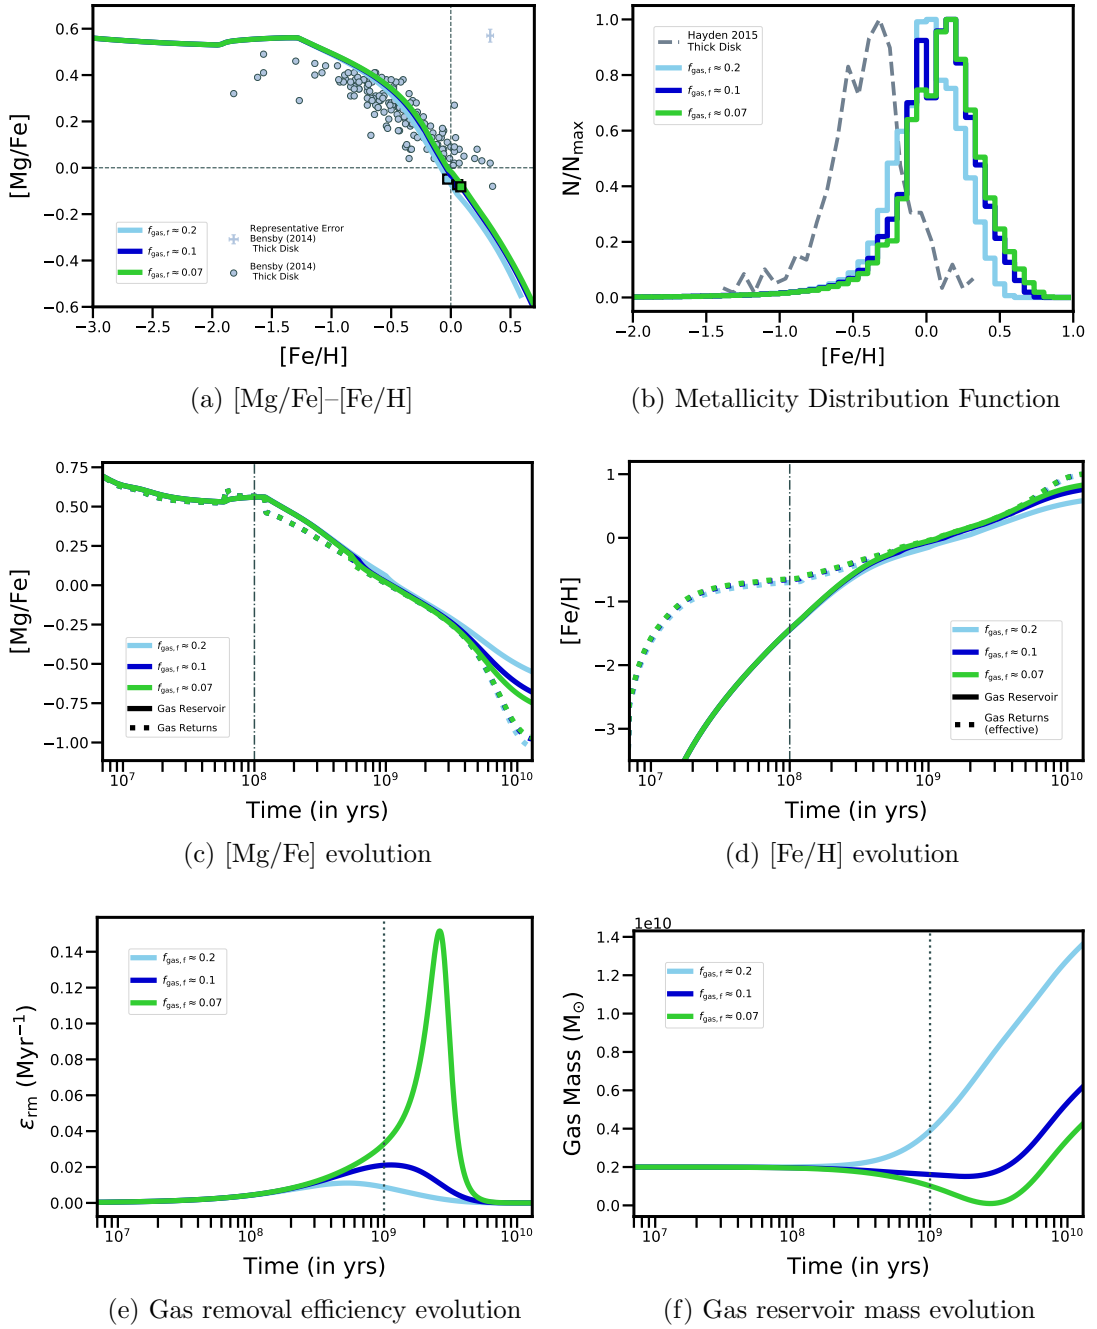 0.6
0.4
0.2
0.0
−0.2
−0.4
−0.6
[Mg/Fe]
f_gas, f ≈ 0.2
f_gas, f ≈ 0.1
f_gas, f ≈ 0.07
Representative Error
Bensby (2014)
Thick Disk
Bensby (2014)
Thick Disk
−3.0 −2.5 −2.0 −1.5 −1.0 −0.5 0.0 0.5
[Fe/H]
(a) [Mg/Fe]–[Fe/H]
1.0
0.8
0.6
0.4
0.2
0.0
N/N_max
Hayden 2015
Thick Disk
f_gas, f ≈ 0.2
f_gas, f ≈ 0.1
f_gas, f ≈ 0.07
−2.0 −1.5 −1.0 −0.5 0.0 0.5 1.0
[Fe/H]
(b) Metallicity Distribution Function
0.75
0.50
0.25
0.00
−0.25
−0.50
−0.75
−1.00
[Mg/Fe]
f_gas, f ≈ 0.2
f_gas, f ≈ 0.1
f_gas, f ≈ 0.07
Gas Reservoir
Gas Returns
10^7 10^8 10^9 10^10
Time (in yrs)
(c) [Mg/Fe] evolution
1
0
−1
−2
−3
[Fe/H]
f_gas, f ≈ 0.2
f_gas, f ≈ 0.1
f_gas, f ≈ 0.07
Gas Reservoir
Gas Returns
(effective)
10^7 10^8 10^9 10^10
Time (in yrs)
(d) [Fe/H] evolution
0.14
0.12
0.10
0.08
0.06
0.04
0.02
0.00
ε_rm (Myr^−1)
f_gas, f ≈ 0.2
f_gas, f ≈ 0.1
f_gas, f ≈ 0.07
10^7 10^8 10^9 10^10
Time (in yrs)
(e) Gas removal efficiency evolution
1e10
1.4
1.2
1.0
0.8
0.6
0.4
0.2
0.0
Gas Mass (M_⊙)
f_gas, f ≈ 0.2
f_gas, f ≈ 0.1
f_gas, f ≈ 0.07
10^7 10^8 10^9 10^10
Time (in yrs)
(f) Gas reservoir mass evolution